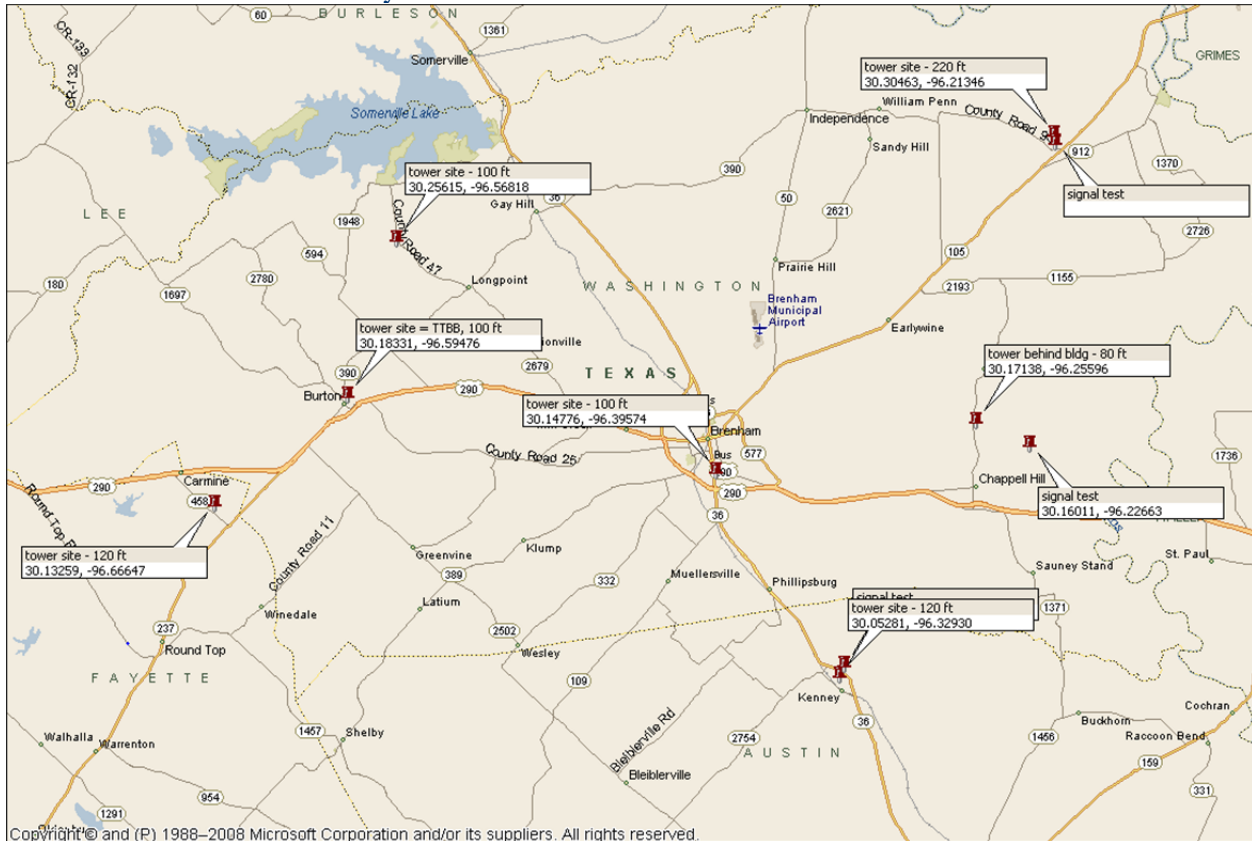 BURLESON
60
CR-133
CR-132
1361
Somerville
36
Somerville Lake
GRIMES
tower site - 220 ft
30.30463, -96.21346
William Penn
Independence
Sandy Hill
912
1370
signal test
2726
LEE
tower site - 100 ft
30.25615, -96.56818
390
50
2621
Gay Hill
1948
County Road 47
594
2780
180
1697
Longpoint
WASHINGTON
Prairie Hill
105
2193
1155
Brenham
Municipal
Airport
Earlywine
tower site = TTBB, 100 ft
30.18331, -96.59476
2679
TEXAS
tower behind bldg - 80 ft
30.17138, -96.25596
390
Burton
290
tower site - 100 ft
30.14776, -96.39574
Brenham
577
Bus
290
County Road 25
1736
Carmine
290
458
Chappell Hill
signal test
30.16011, -96.22663
36
St. Paul
tower site - 120 ft
30.13259, -96.66647
County Road 11
Greenvine
Klump
389
332
Muellersville
Phillipsburg
Sauney Stand
1371
Winedale
Latium
signal test
tower site - 120 ft
30.05281, -96.32930
237
Round Top
2502
Wesley
FAYETTE
109
Kenney
36
Cochran
Buckhorn
Raccoon Bend
1456
159
331
Walhalla
Warrenton
1457
Shelby
Bleiblerville Rd
2754
AUSTIN
Bleiblerville
954
1291
Copyright © and (P) 1988–2008 Microsoft Corporation and/or its suppliers. All rights reserved.